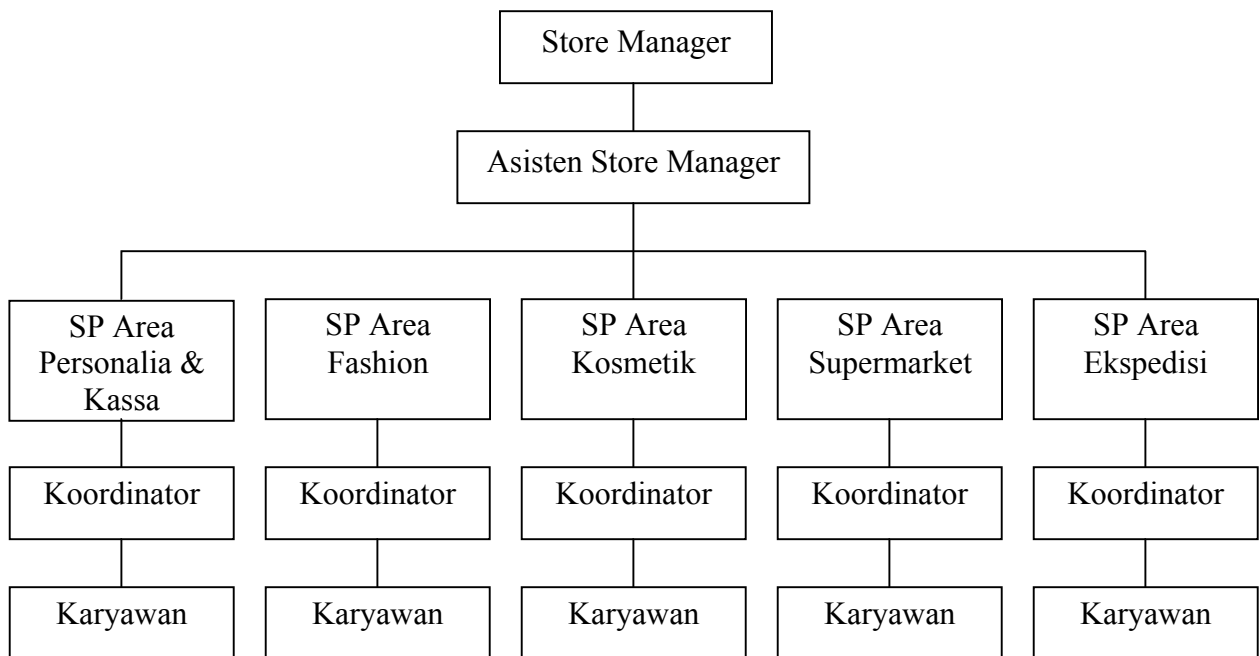 Store Manager
Asisten Store Manager
SP Area
Personalia &
Kassa
SP Area
Fashion
SP Area
Kosmetik
SP Area
Supermarket
SP Area
Ekspedisi
Koordinator
Koordinator
Koordinator
Koordinator
Koordinator
Karyawan
Karyawan
Karyawan
Karyawan
Karyawan